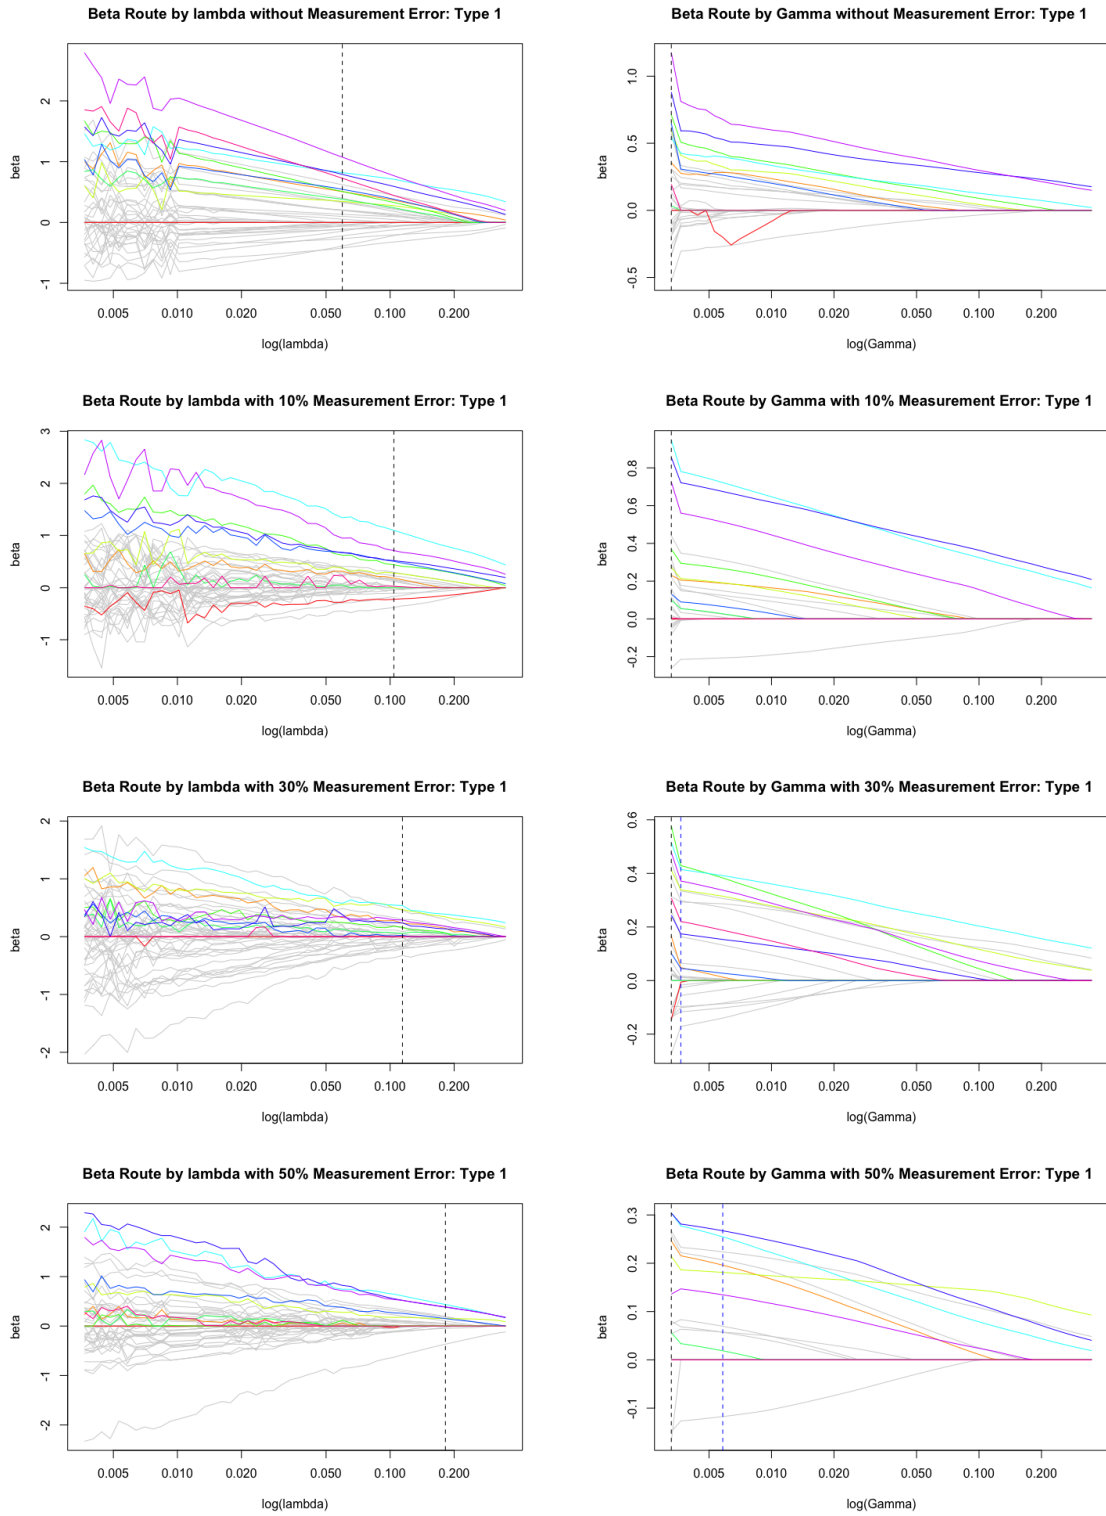 Beta Route by lambda without Measurement Error: Type 1
beta
2
1
0
-1
0.005 0.010 0.020 0.050 0.100 0.200
log(lambda)
Beta Route by Gamma without Measurement Error: Type 1
beta
1.0
0.5
0.0
-0.5
0.005 0.010 0.020 0.050 0.100 0.200
log(Gamma)
Beta Route by lambda with 10% Measurement Error: Type 1
beta
3
2
1
0
-1
0.005 0.010 0.020 0.050 0.100 0.200
log(lambda)
Beta Route by Gamma with 10% Measurement Error: Type 1
beta
0.8
0.6
0.4
0.2
0.0
-0.2
0.005 0.010 0.020 0.050 0.100 0.200
log(Gamma)
Beta Route by lambda with 30% Measurement Error: Type 1
beta
2
1
0
-1
-2
0.005 0.010 0.020 0.050 0.100 0.200
log(lambda)
Beta Route by Gamma with 30% Measurement Error: Type 1
beta
0.6
0.4
0.2
0.0
-0.2
0.005 0.010 0.020 0.050 0.100 0.200
log(Gamma)
Beta Route by lambda with 50% Measurement Error: Type 1
beta
2
1
0
-1
-2
0.005 0.010 0.020 0.050 0.100 0.200
log(lambda)
Beta Route by Gamma with 50% Measurement Error: Type 1
beta
0.3
0.2
0.1
0.0
-0.1
0.005 0.010 0.020 0.050 0.100 0.200
log(Gamma)